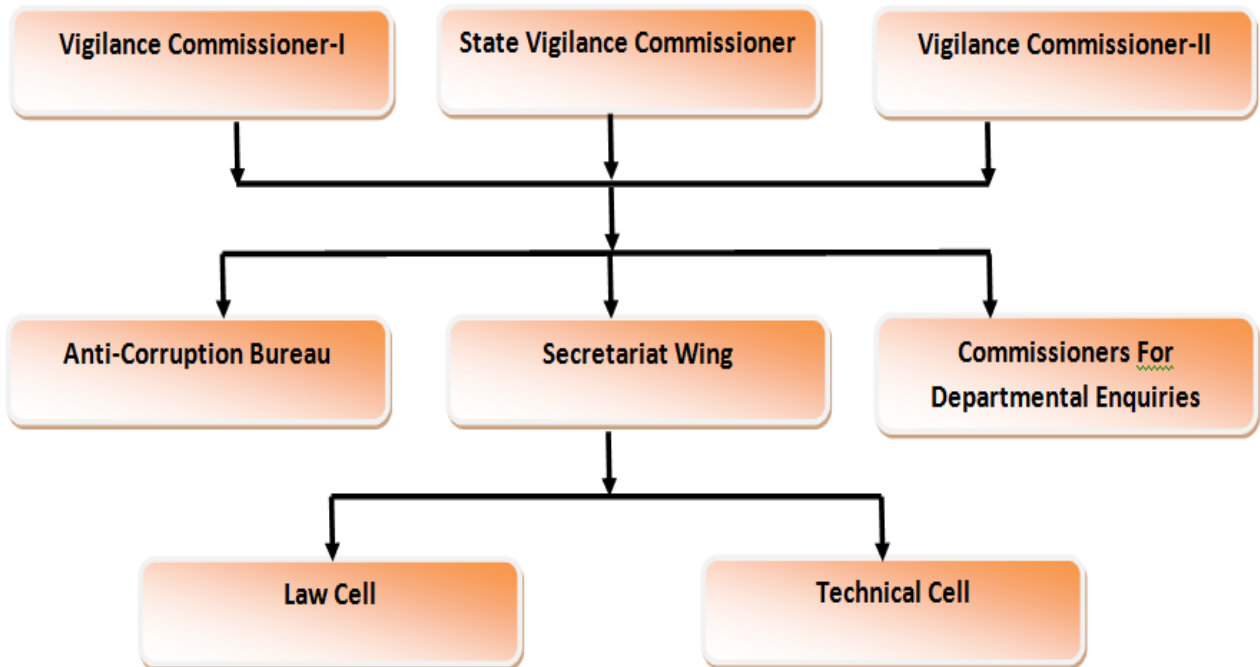 Vigilance Commissioner-I
State Vigilance Commissioner
Vigilance Commissioner-II
Anti-Corruption Bureau
Secretariat Wing
Commissioners For
Departmental Enquiries
Law Cell
Technical Cell